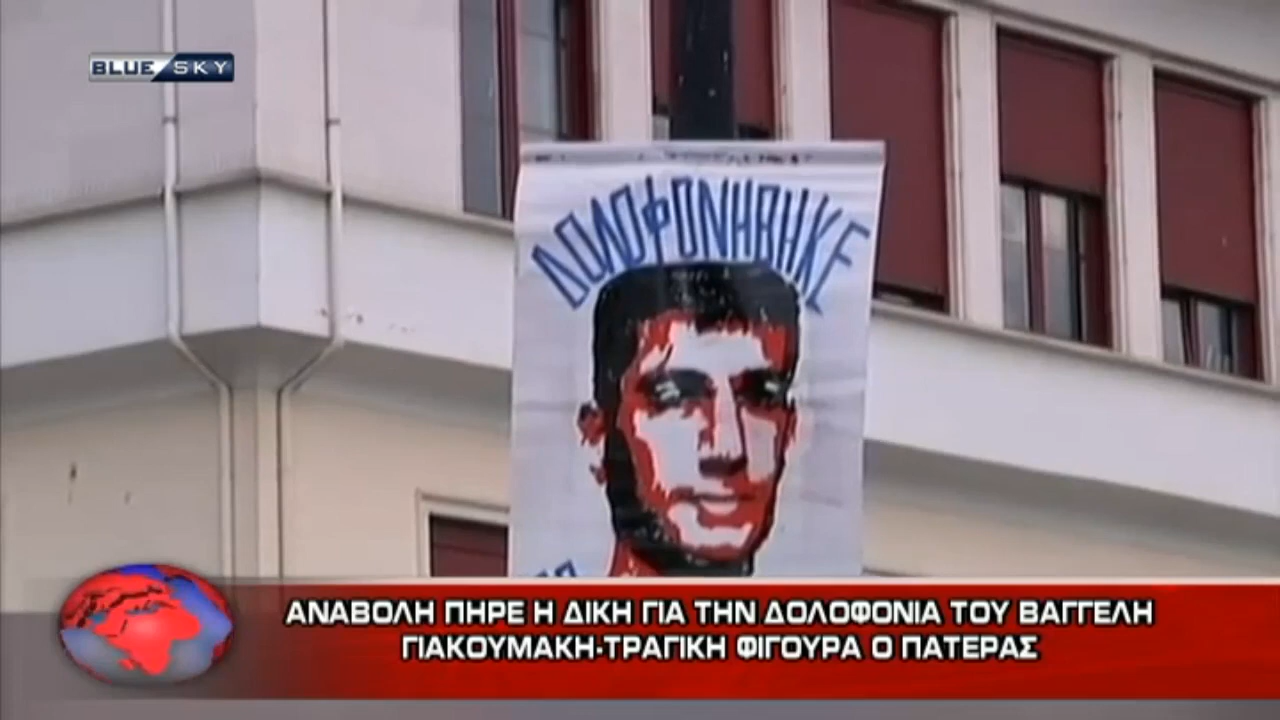 BLUE SKY
ΔΟΛΟΦΟΝΗΘΗΚΕ
ΑΝΑΒΟΛΗ ΠΗΡΕ Η ΔΙΚΗ ΓΙΑ ΤΗΝ ΔΟΛΟΦΟΝΙΑ ΤΟΥ ΒΑΓΓΕΛΗ
ΓΙΑΚΟΥΜΑΚΗ-ΤΡΑΓΙΚΗ ΦΙΓΟΥΡΑ Ο ΠΑΤΕΡΑΣ